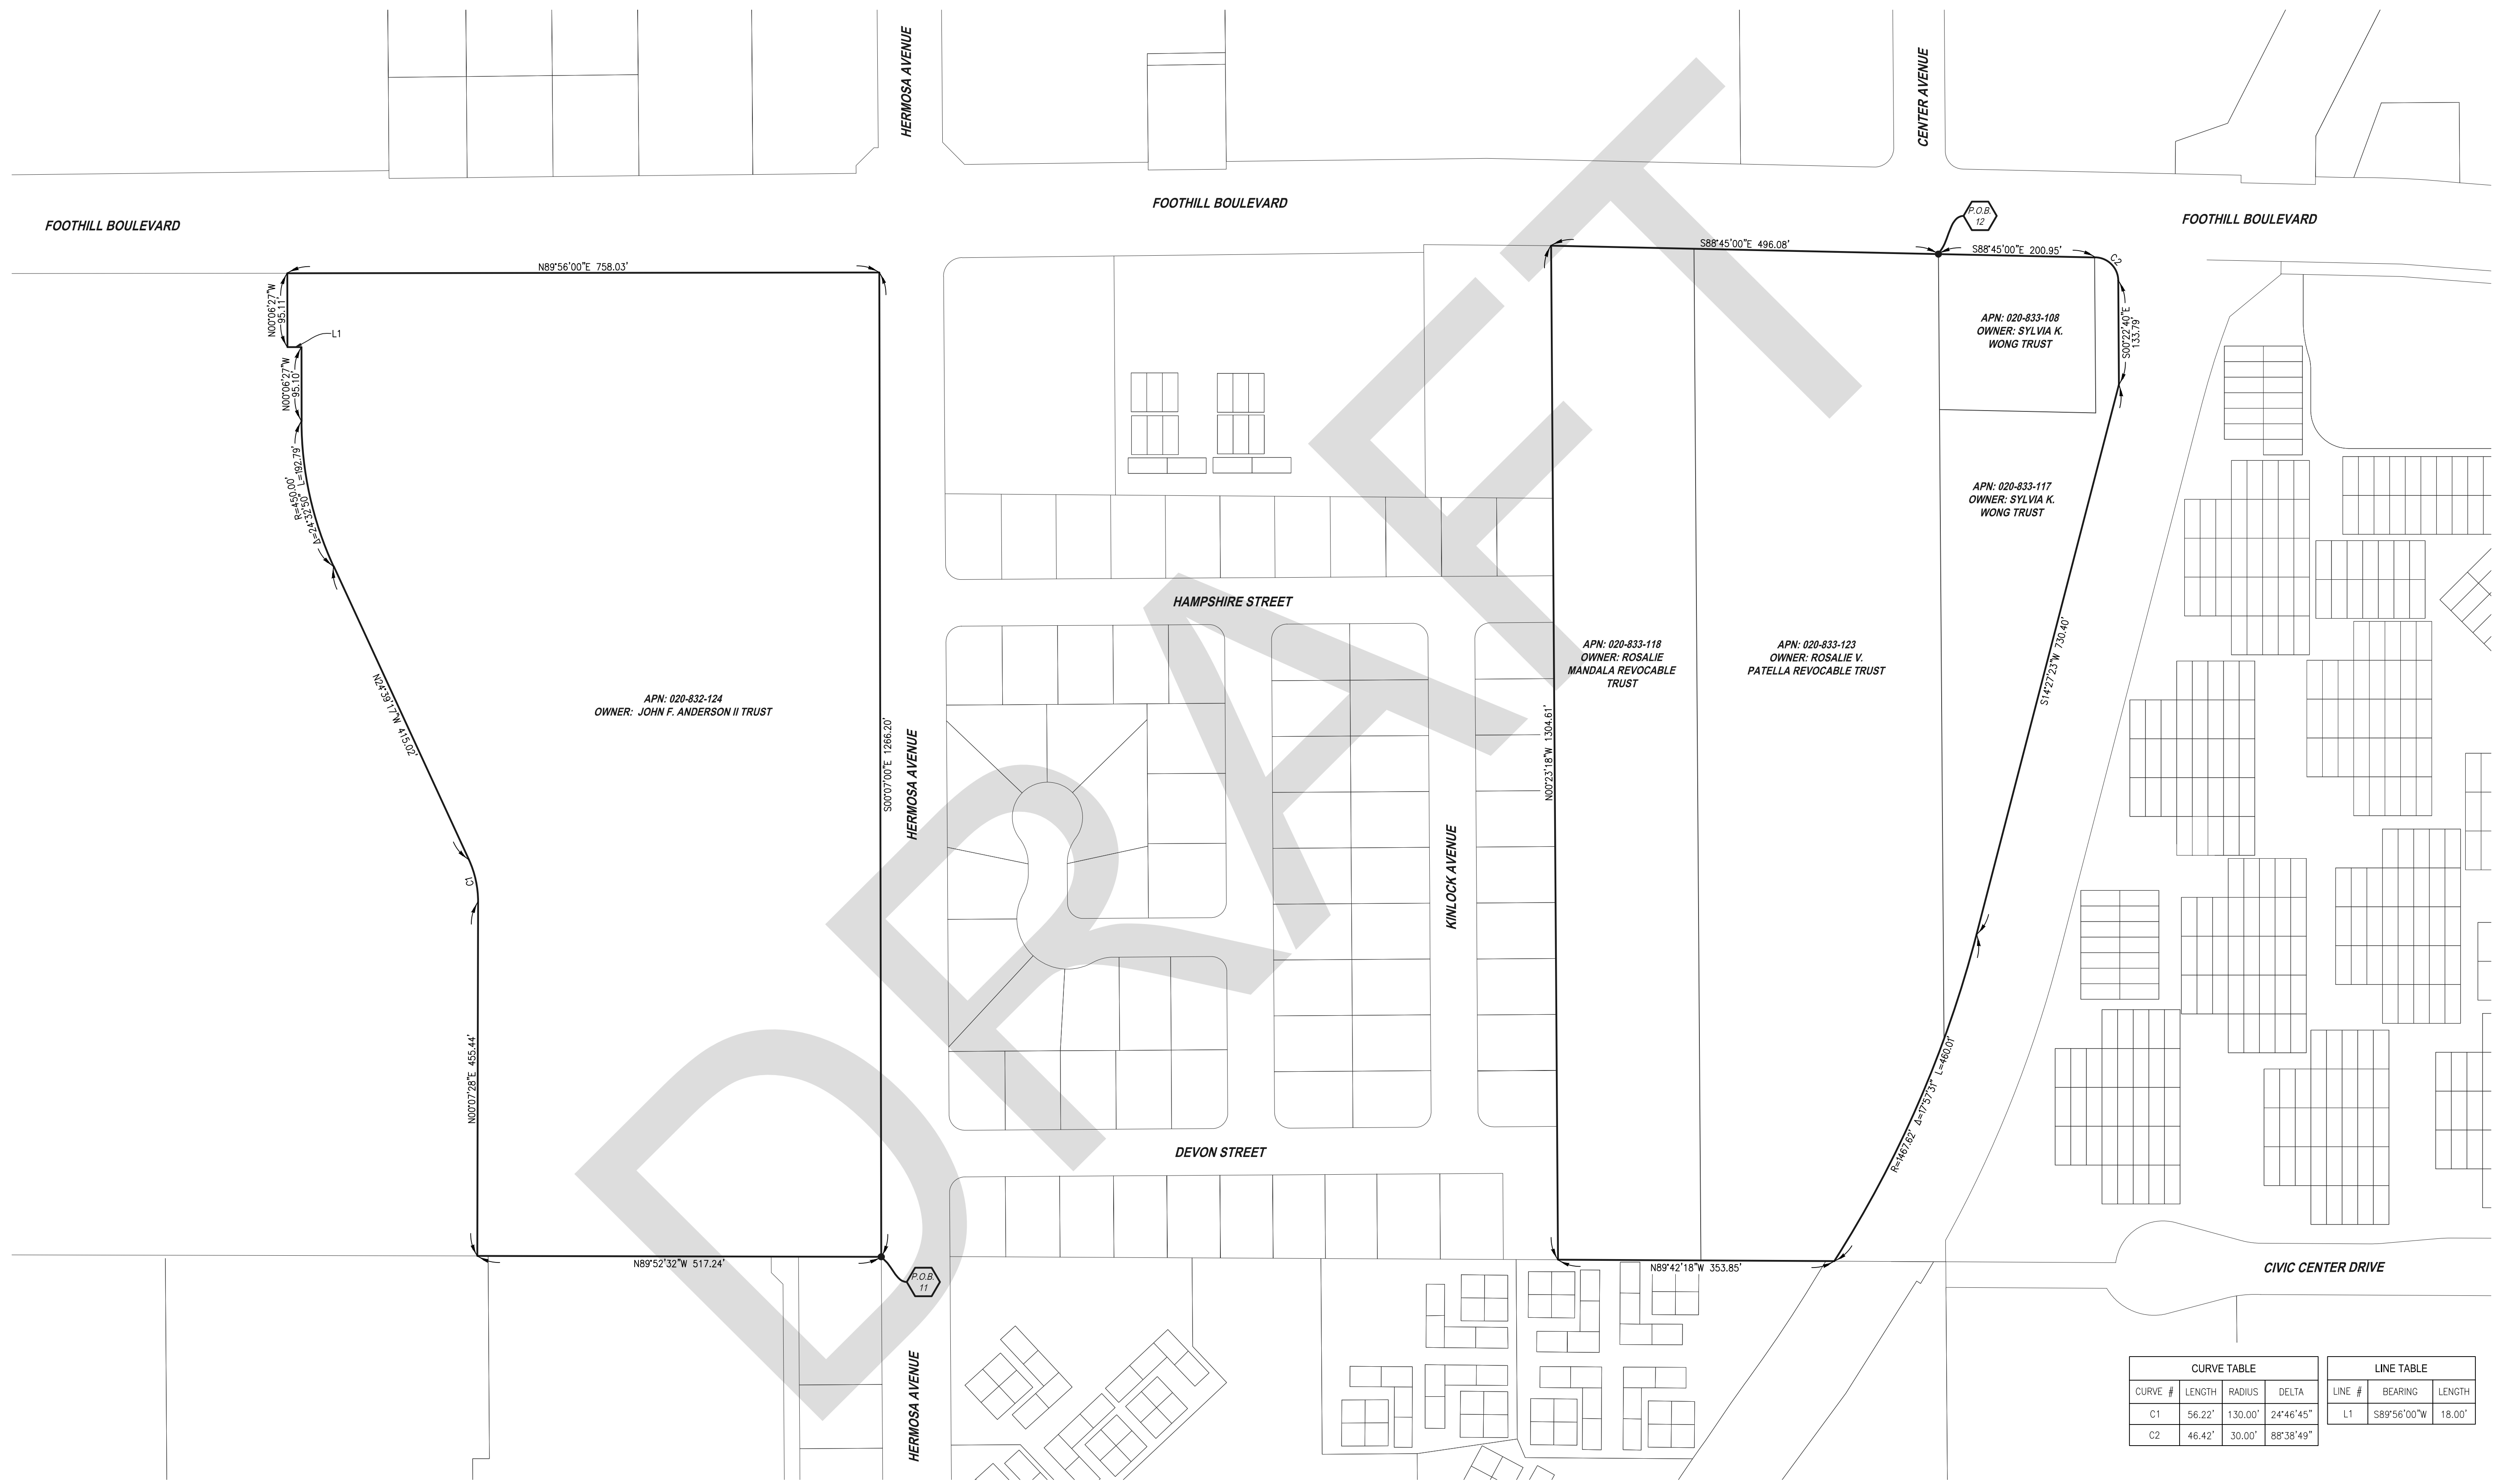 HERMOSA AVENUE
CENTER AVENUE
FOOTHILL BOULEVARD
FOOTHILL BOULEVARD
FOOTHILL BOULEVARD
P.O.B.
12
S88°45'00"E 496.08'
S88°45'00"E 200.95'
C2
N89°56'00"E 758.03'
N00°06'27"W
95.11'
L1
N00°06'27"W
95.10'
S00°22'40"E
133.79'
APN: 020-833-108
OWNER: SYLVIA K.
WONG TRUST
R=450.00' L=192.79'
Δ=24°32'50"
APN: 020-833-117
OWNER: SYLVIA K.
WONG TRUST
HAMPSHIRE STREET
APN: 020-833-118
OWNER: ROSALIE
MANDALA REVOCABLE
TRUST
APN: 020-833-123
OWNER: ROSALIE V.
PATELLA REVOCABLE TRUST
S14°27'23"W 730.40'
N24°39'17"W 415.02'
APN: 020-832-124
OWNER: JOHN F. ANDERSON II TRUST
S00°07'00"E 1266.20'
HERMOSA AVENUE
N00°23'18"W 1304.61'
KINLOCK AVENUE
C1
DRAFT
N00°07'28"E 455.44'
R=1467.62' Δ=17°57'31" L=460.01'
DEVON STREET
N89°52'32"W 517.24'
P.O.B.
11
N89°42'18"W 353.85'
CIVIC CENTER DRIVE
HERMOSA AVENUE
CURVE TABLE
CURVE # LENGTH RADIUS DELTA
C1 56.22' 130.00' 24°46'45"
C2 46.42' 30.00' 88°38'49"
LINE TABLE
LINE # BEARING LENGTH
L1 S89°56'00"W 18.00'